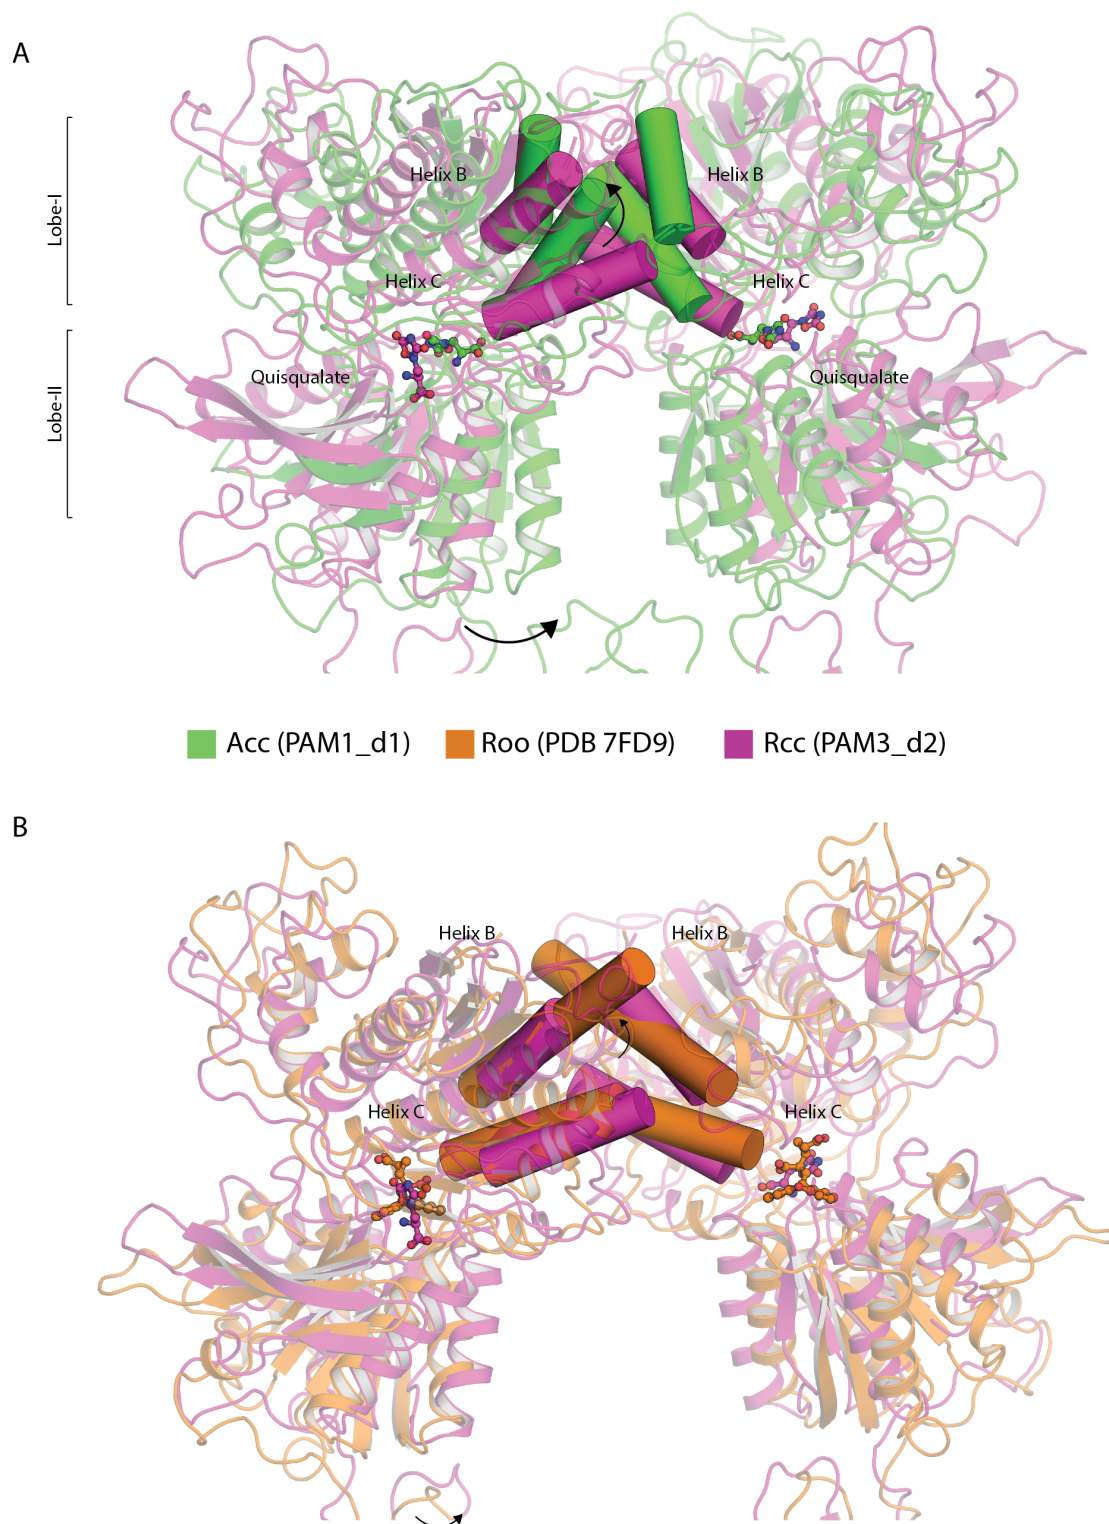 A
Helix B
Helix B
Lobe-I
Helix C
Helix C
Quisqualate
Quisqualate
Lobe-II
Acc (PAM1_d1)
Roo (PDB 7FD9)
Rcc (PAM3_d2)
B
Helix B
Helix B
Helix C
Helix C